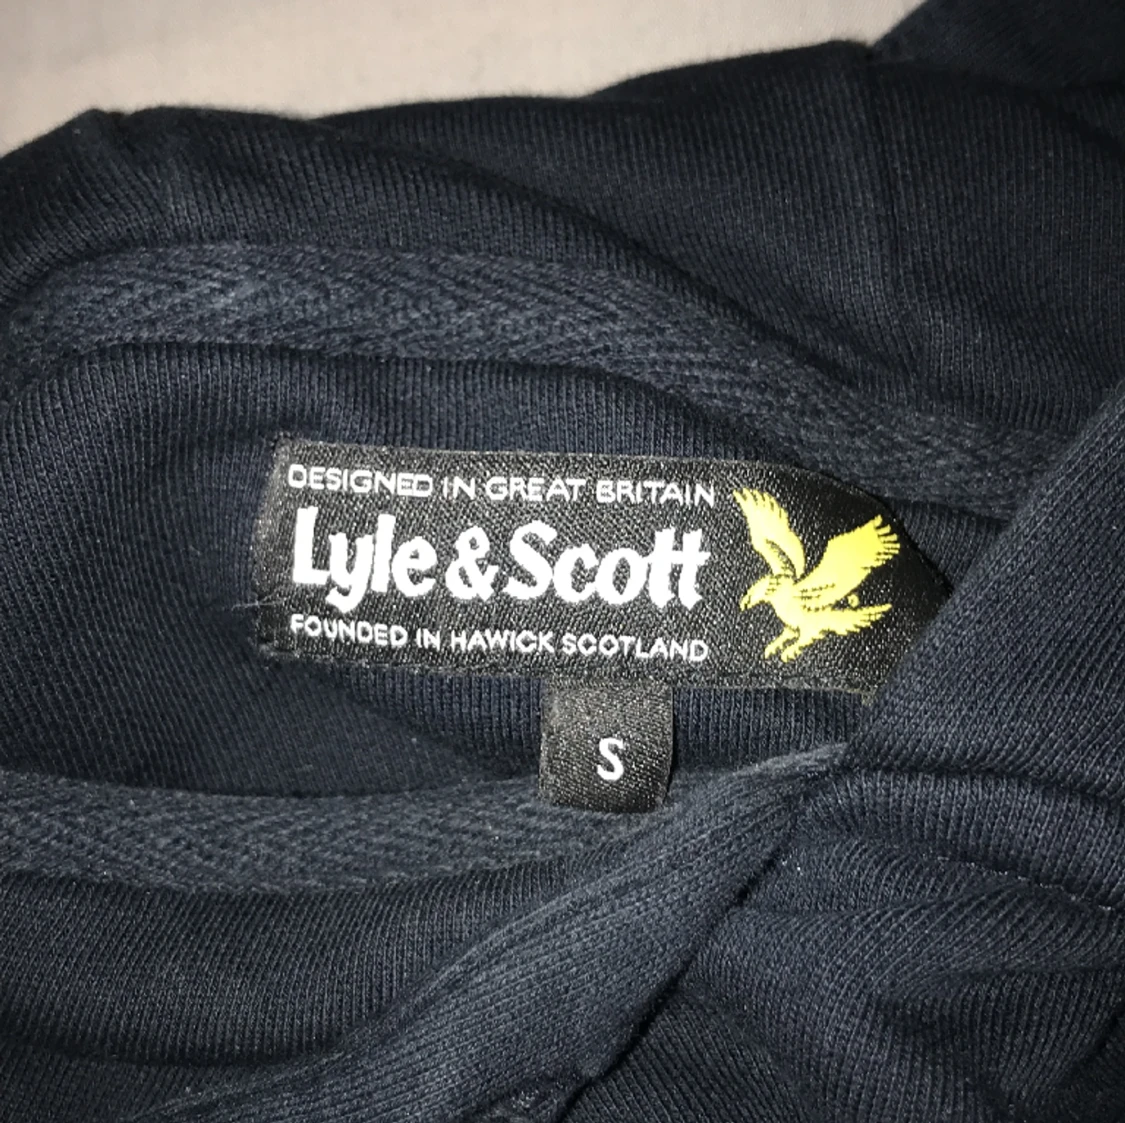 DESIGNED IN GREAT BRITAIN
Lyle & Scott
FOUNDED IN HAWICK SCOTLAND
S